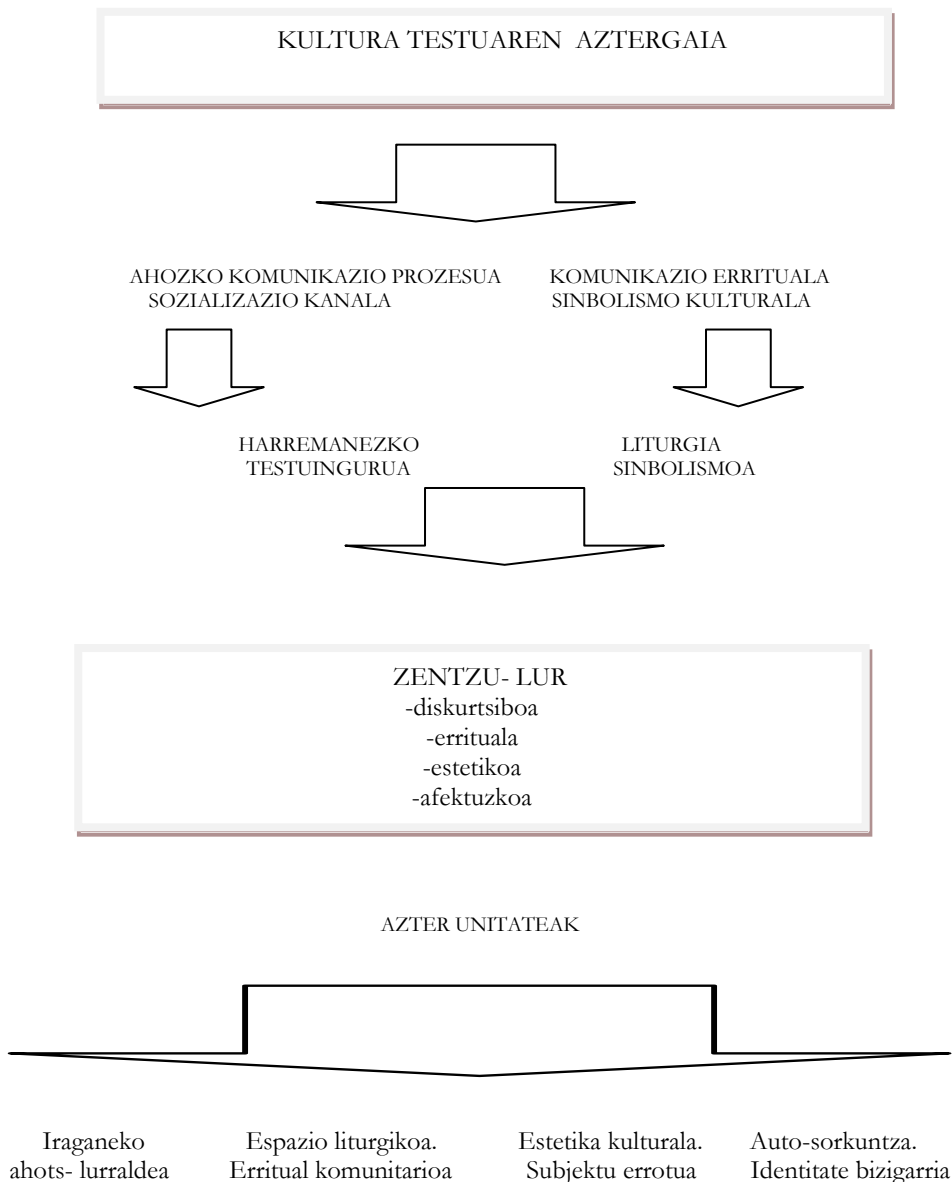 KULTURA TESTUAREN AZTERGAIA
AHOZKO KOMUNIKAZIO PROZESUA
SOZIALIZAZIO KANALA
KOMUNIKAZIO ERRITUALA
SINBOLISMO KULTURALA
HARREMANEZKO
TESTUINGURUA
LITURGIA
SINBOLISMOA
ZENTZU- LUR
-diskurtsiboa
-errituala
-estetikoa
-afektuzkoa
AZTER UNITATEAK
Iraganeko
ahots- lurraldea
Espazio liturgikoa.
Erritual komunitarioa
Estetika kulturala.
Subjektu errotua
Auto-sorkuntza.
Identitate bizigarria